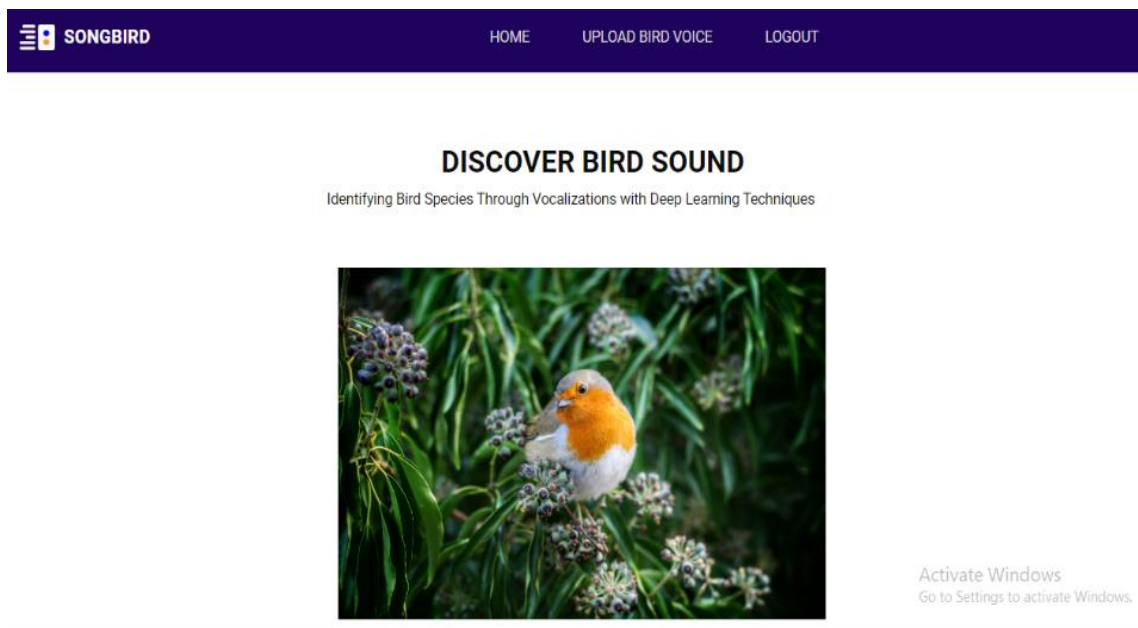 SONGBIRD
HOME UPLOAD BIRD VOICE LOGOUT
DISCOVER BIRD SOUND
Identifying Bird Species Through Vocalizations with Deep Learning Techniques
Activate Windows
Go to Settings to activate Windows.